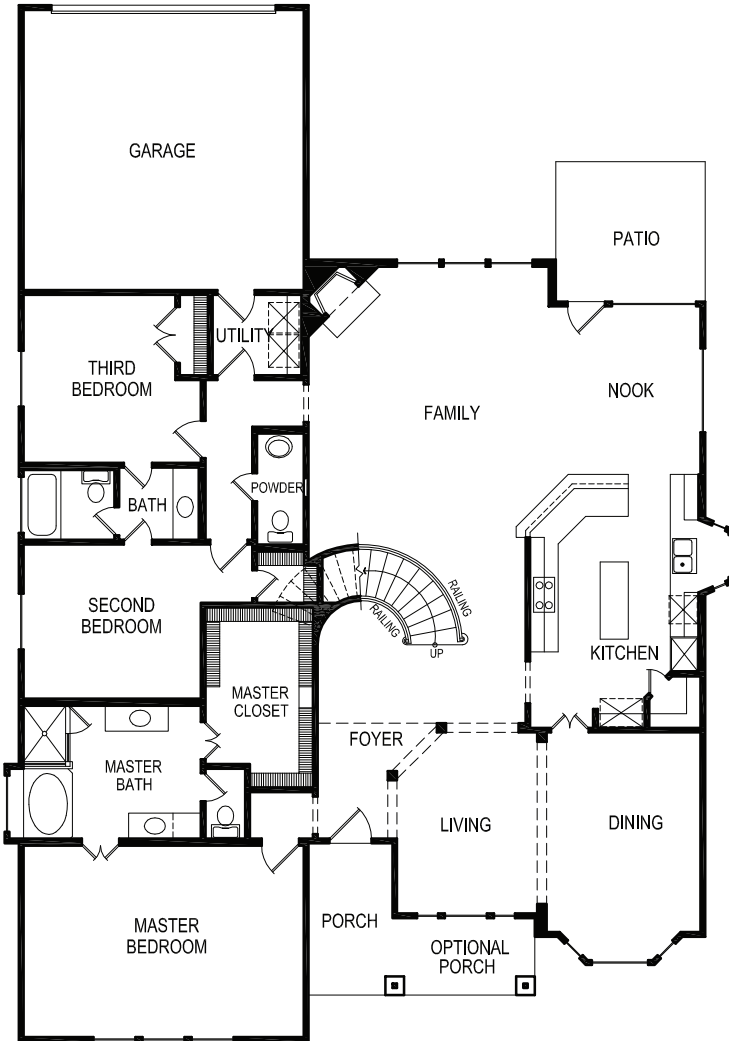 GARAGE
PATIO
UTILITY
THIRD
BEDROOM
NOOK
FAMILY
POWDER
BATH
RAILING
SECOND
BEDROOM
RAILING
UP
KITCHEN
MASTER
CLOSET
FOYER
MASTER
BATH
LIVING
DINING
PORCH
MASTER
BEDROOM
OPTIONAL
PORCH